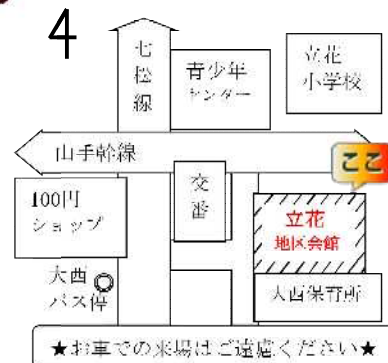 4
七松線
青少年
センター
立花
小学校
山手幹線
ここ
交番
100円
ショップ
立花
地区会館
大西
バス停
大西保育所
★お車での来場はご遠慮ください★